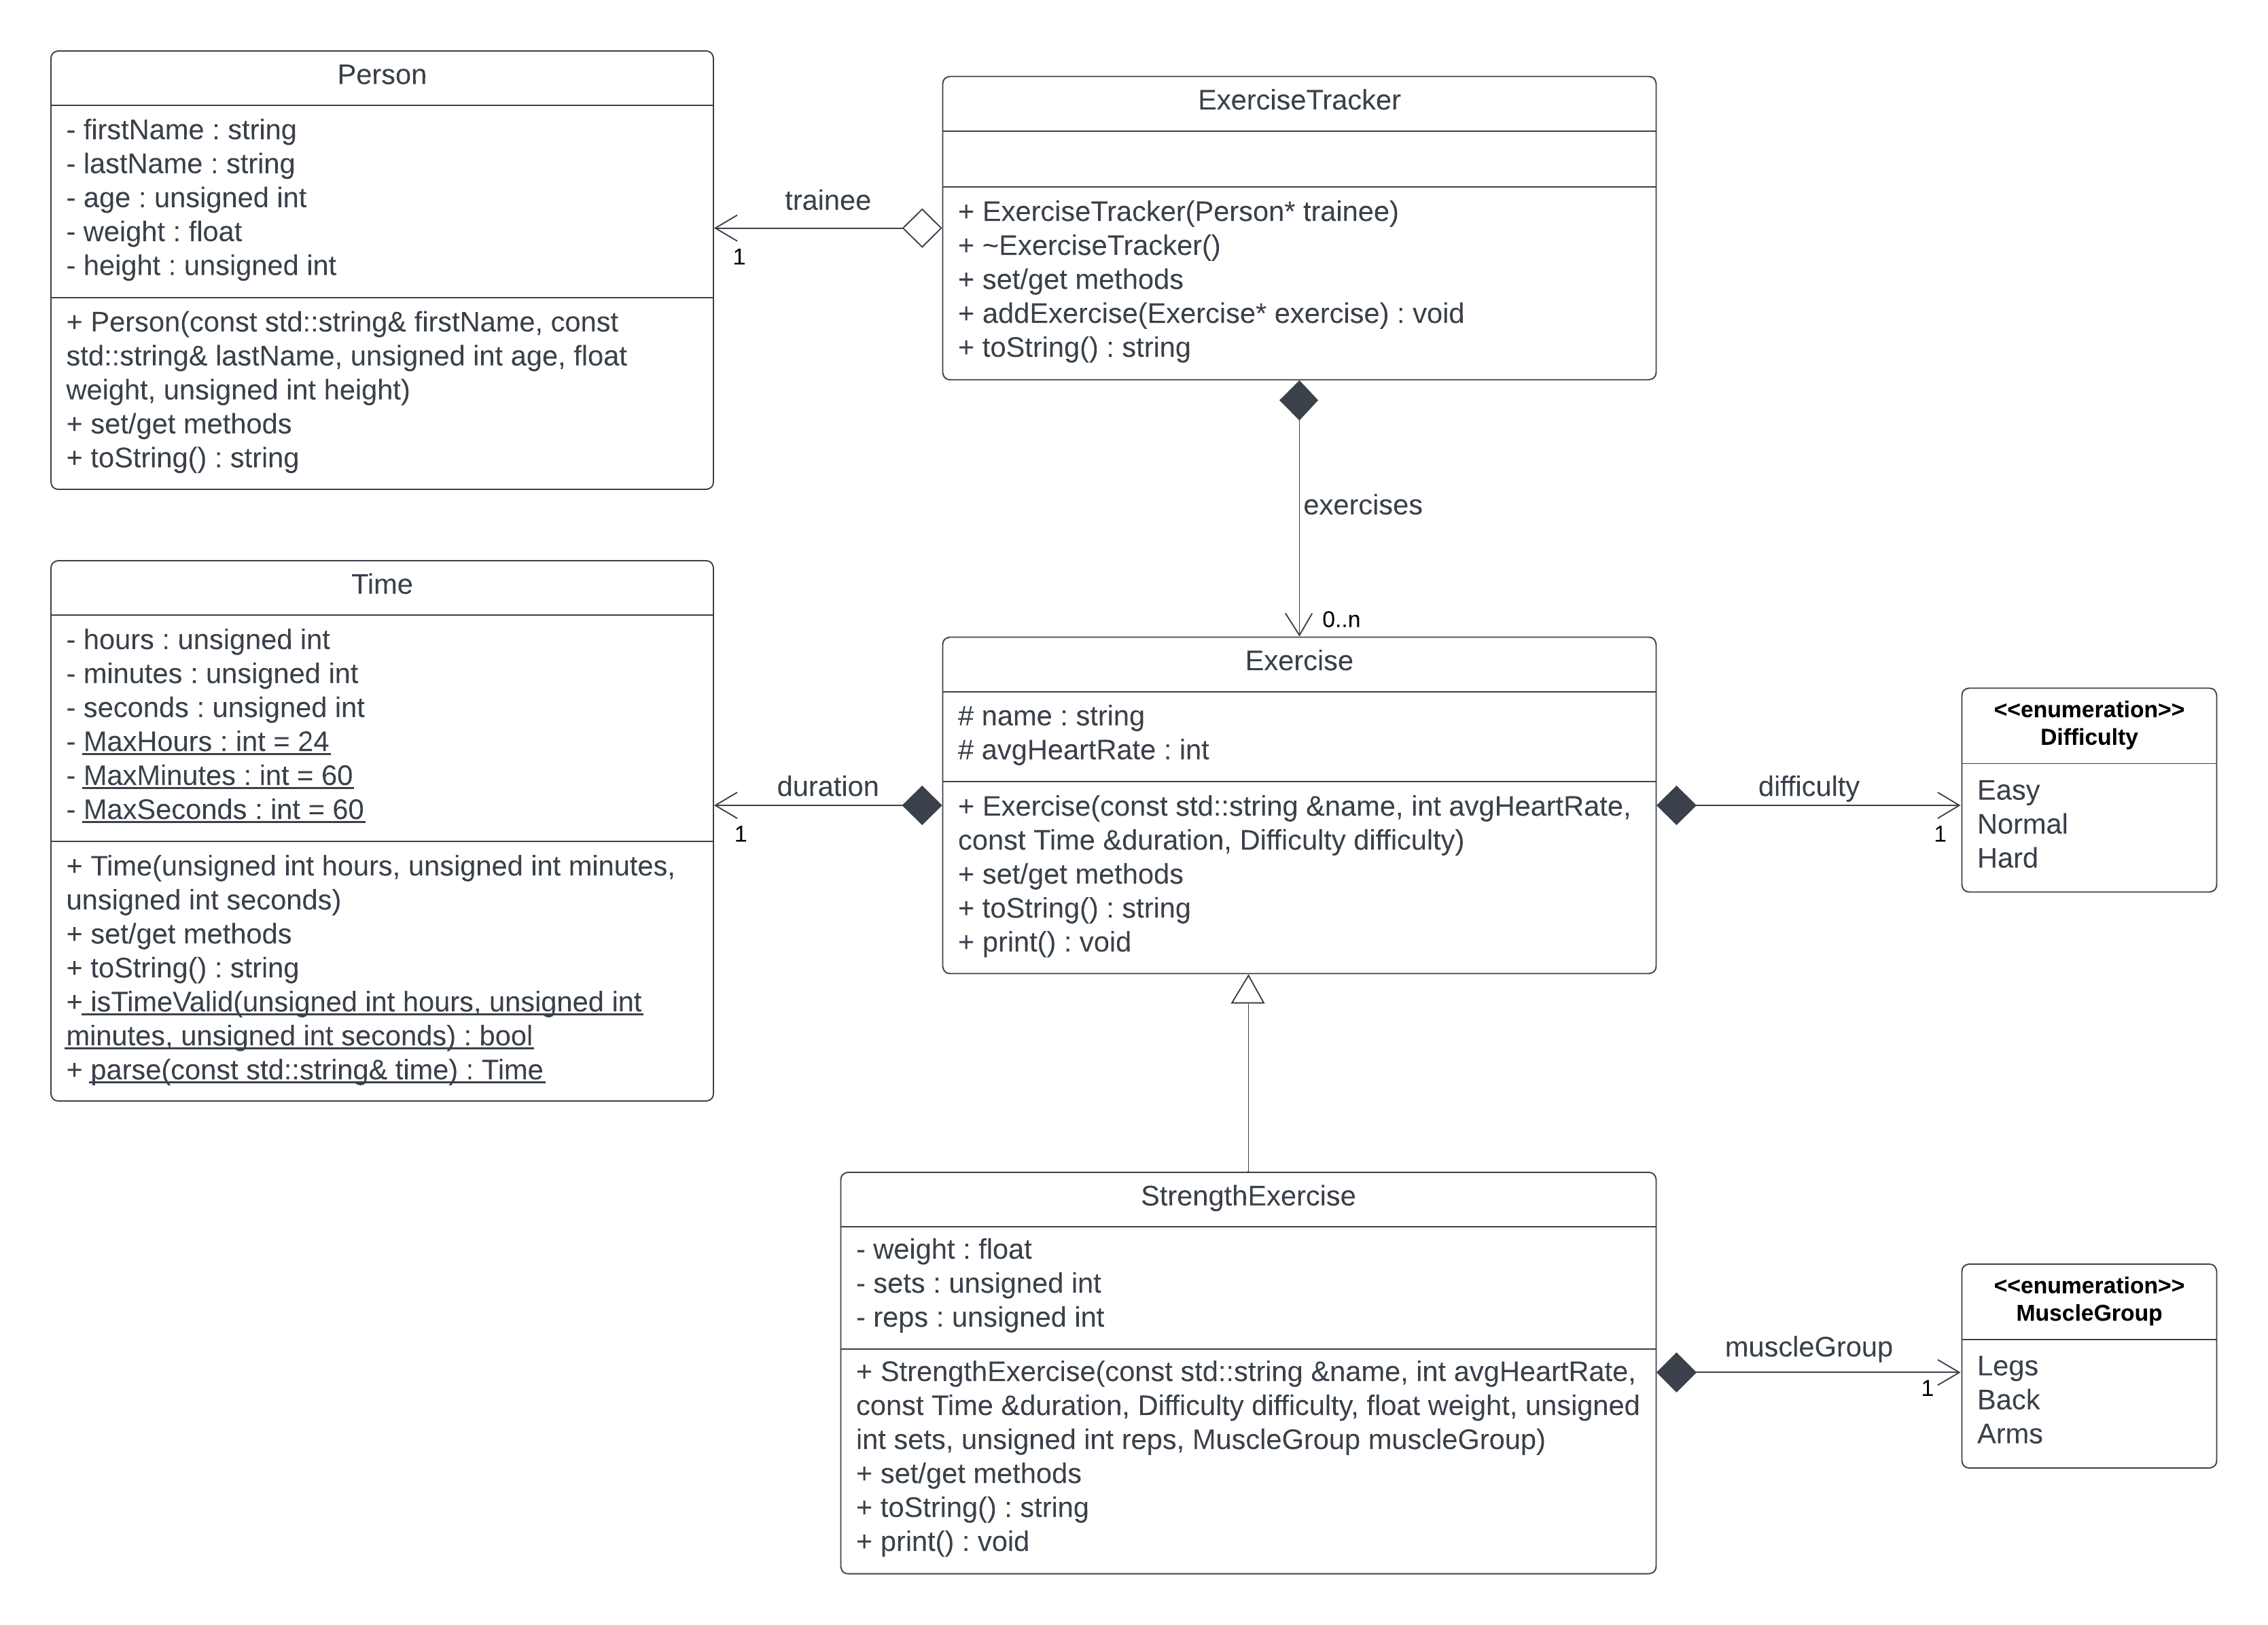 Person
- firstName : string
- lastName : string
- age : unsigned int
- weight : float
- height : unsigned int
+ Person(const std::string& firstName, const
std::string& lastName, unsigned int age, float
weight, unsigned int height)
+ set/get methods
+ toString() : string
trainee
1
ExerciseTracker
+ ExerciseTracker(Person* trainee)
+ ~ExerciseTracker()
+ set/get methods
+ addExercise(Exercise* exercise) : void
+ toString() : string
exercises
0..n
Time
- hours : unsigned int
- minutes : unsigned int
- seconds : unsigned int
- MaxHours : int = 24
- MaxMinutes : int = 60
- MaxSeconds : int = 60
+ Time(unsigned int hours, unsigned int minutes,
unsigned int seconds)
+ set/get methods
+ toString() : string
+ isTimeValid(unsigned int hours, unsigned int
minutes, unsigned int seconds) : bool
+ parse(const std::string& time) : Time
duration
1
Exercise
# name : string
# avgHeartRate : int
+ Exercise(const std::string &name, int avgHeartRate,
const Time &duration, Difficulty difficulty)
+ set/get methods
+ toString() : string
+ print() : void
difficulty
1
<<enumeration>>
Difficulty
Easy
Normal
Hard
StrengthExercise
- weight : float
- sets : unsigned int
- reps : unsigned int
+ StrengthExercise(const std::string &name, int avgHeartRate,
const Time &duration, Difficulty difficulty, float weight, unsigned
int sets, unsigned int reps, MuscleGroup muscleGroup)
+ set/get methods
+ toString() : string
+ print() : void
muscleGroup
1
<<enumeration>>
MuscleGroup
Legs
Back
Arms